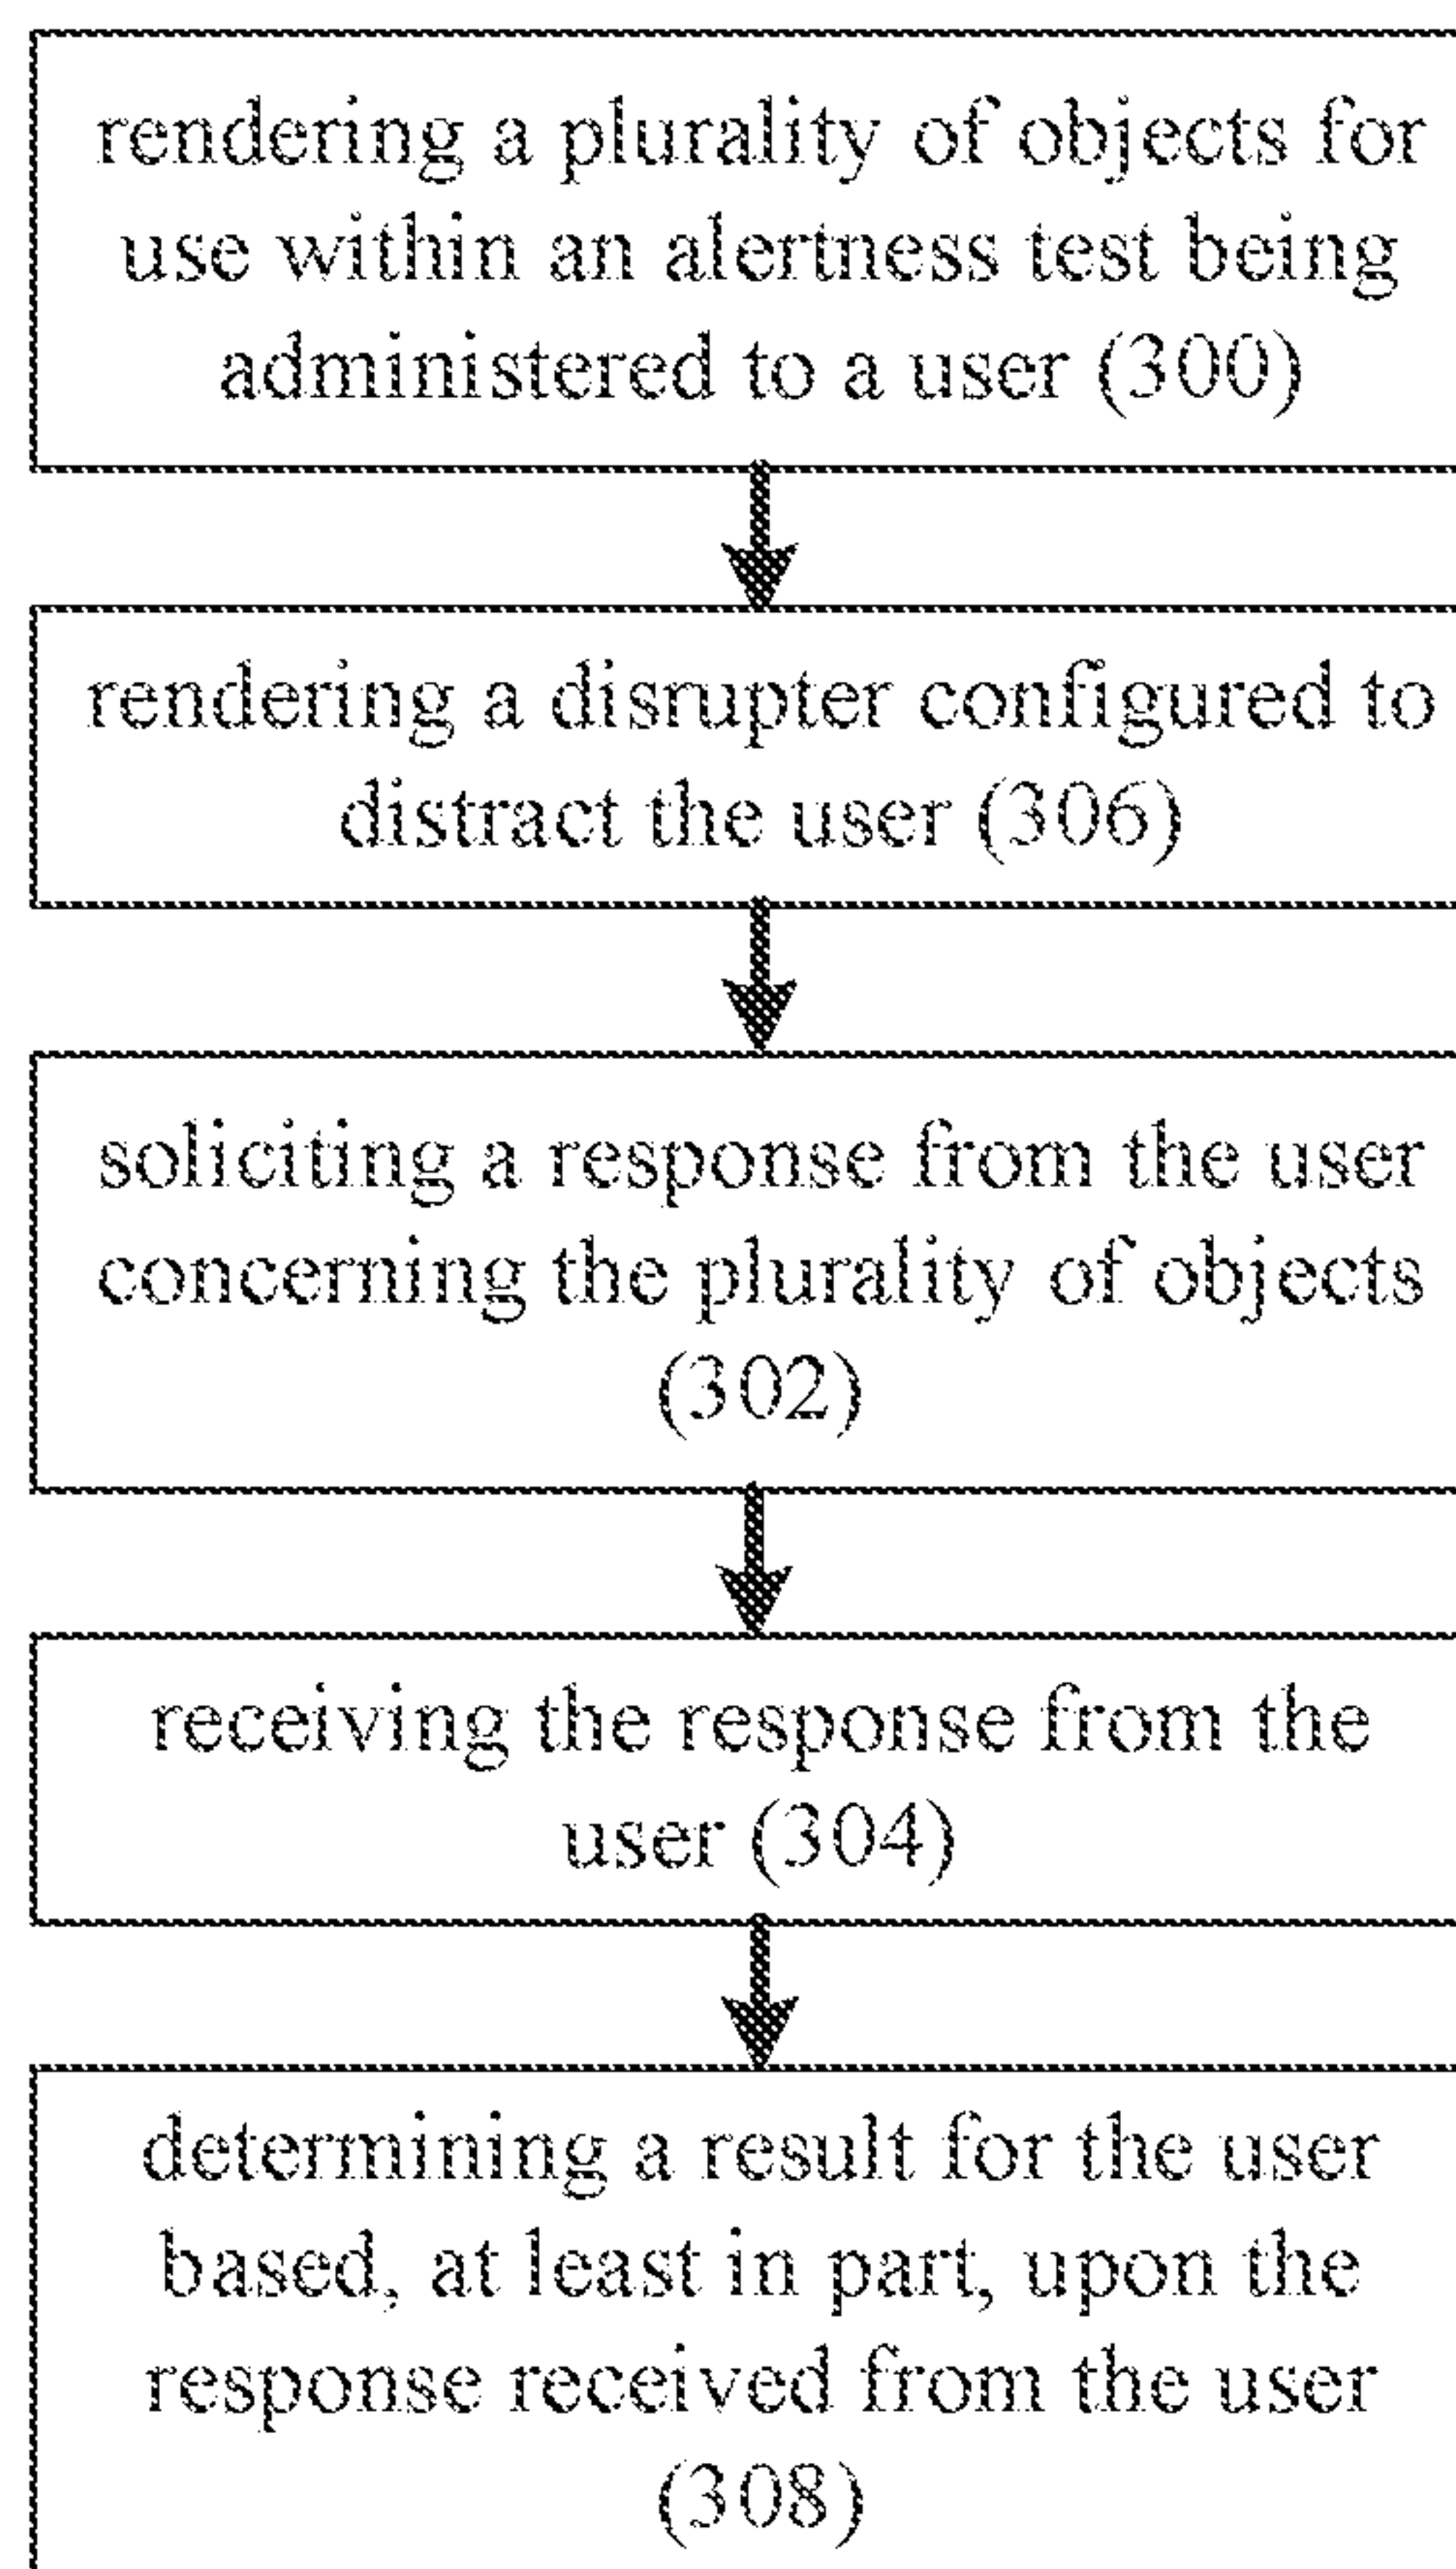 rendering a plurality of objects for
use within an alertness test being
administered to a user (300)
rendering a disrupter configured to
distract the user (306)
soliciting a response from the user
concerning the plurality of objects
(302)
receiving the response from the
user (304)
determining a result for the user
based, at least in part, upon the
response received from the user
(308)